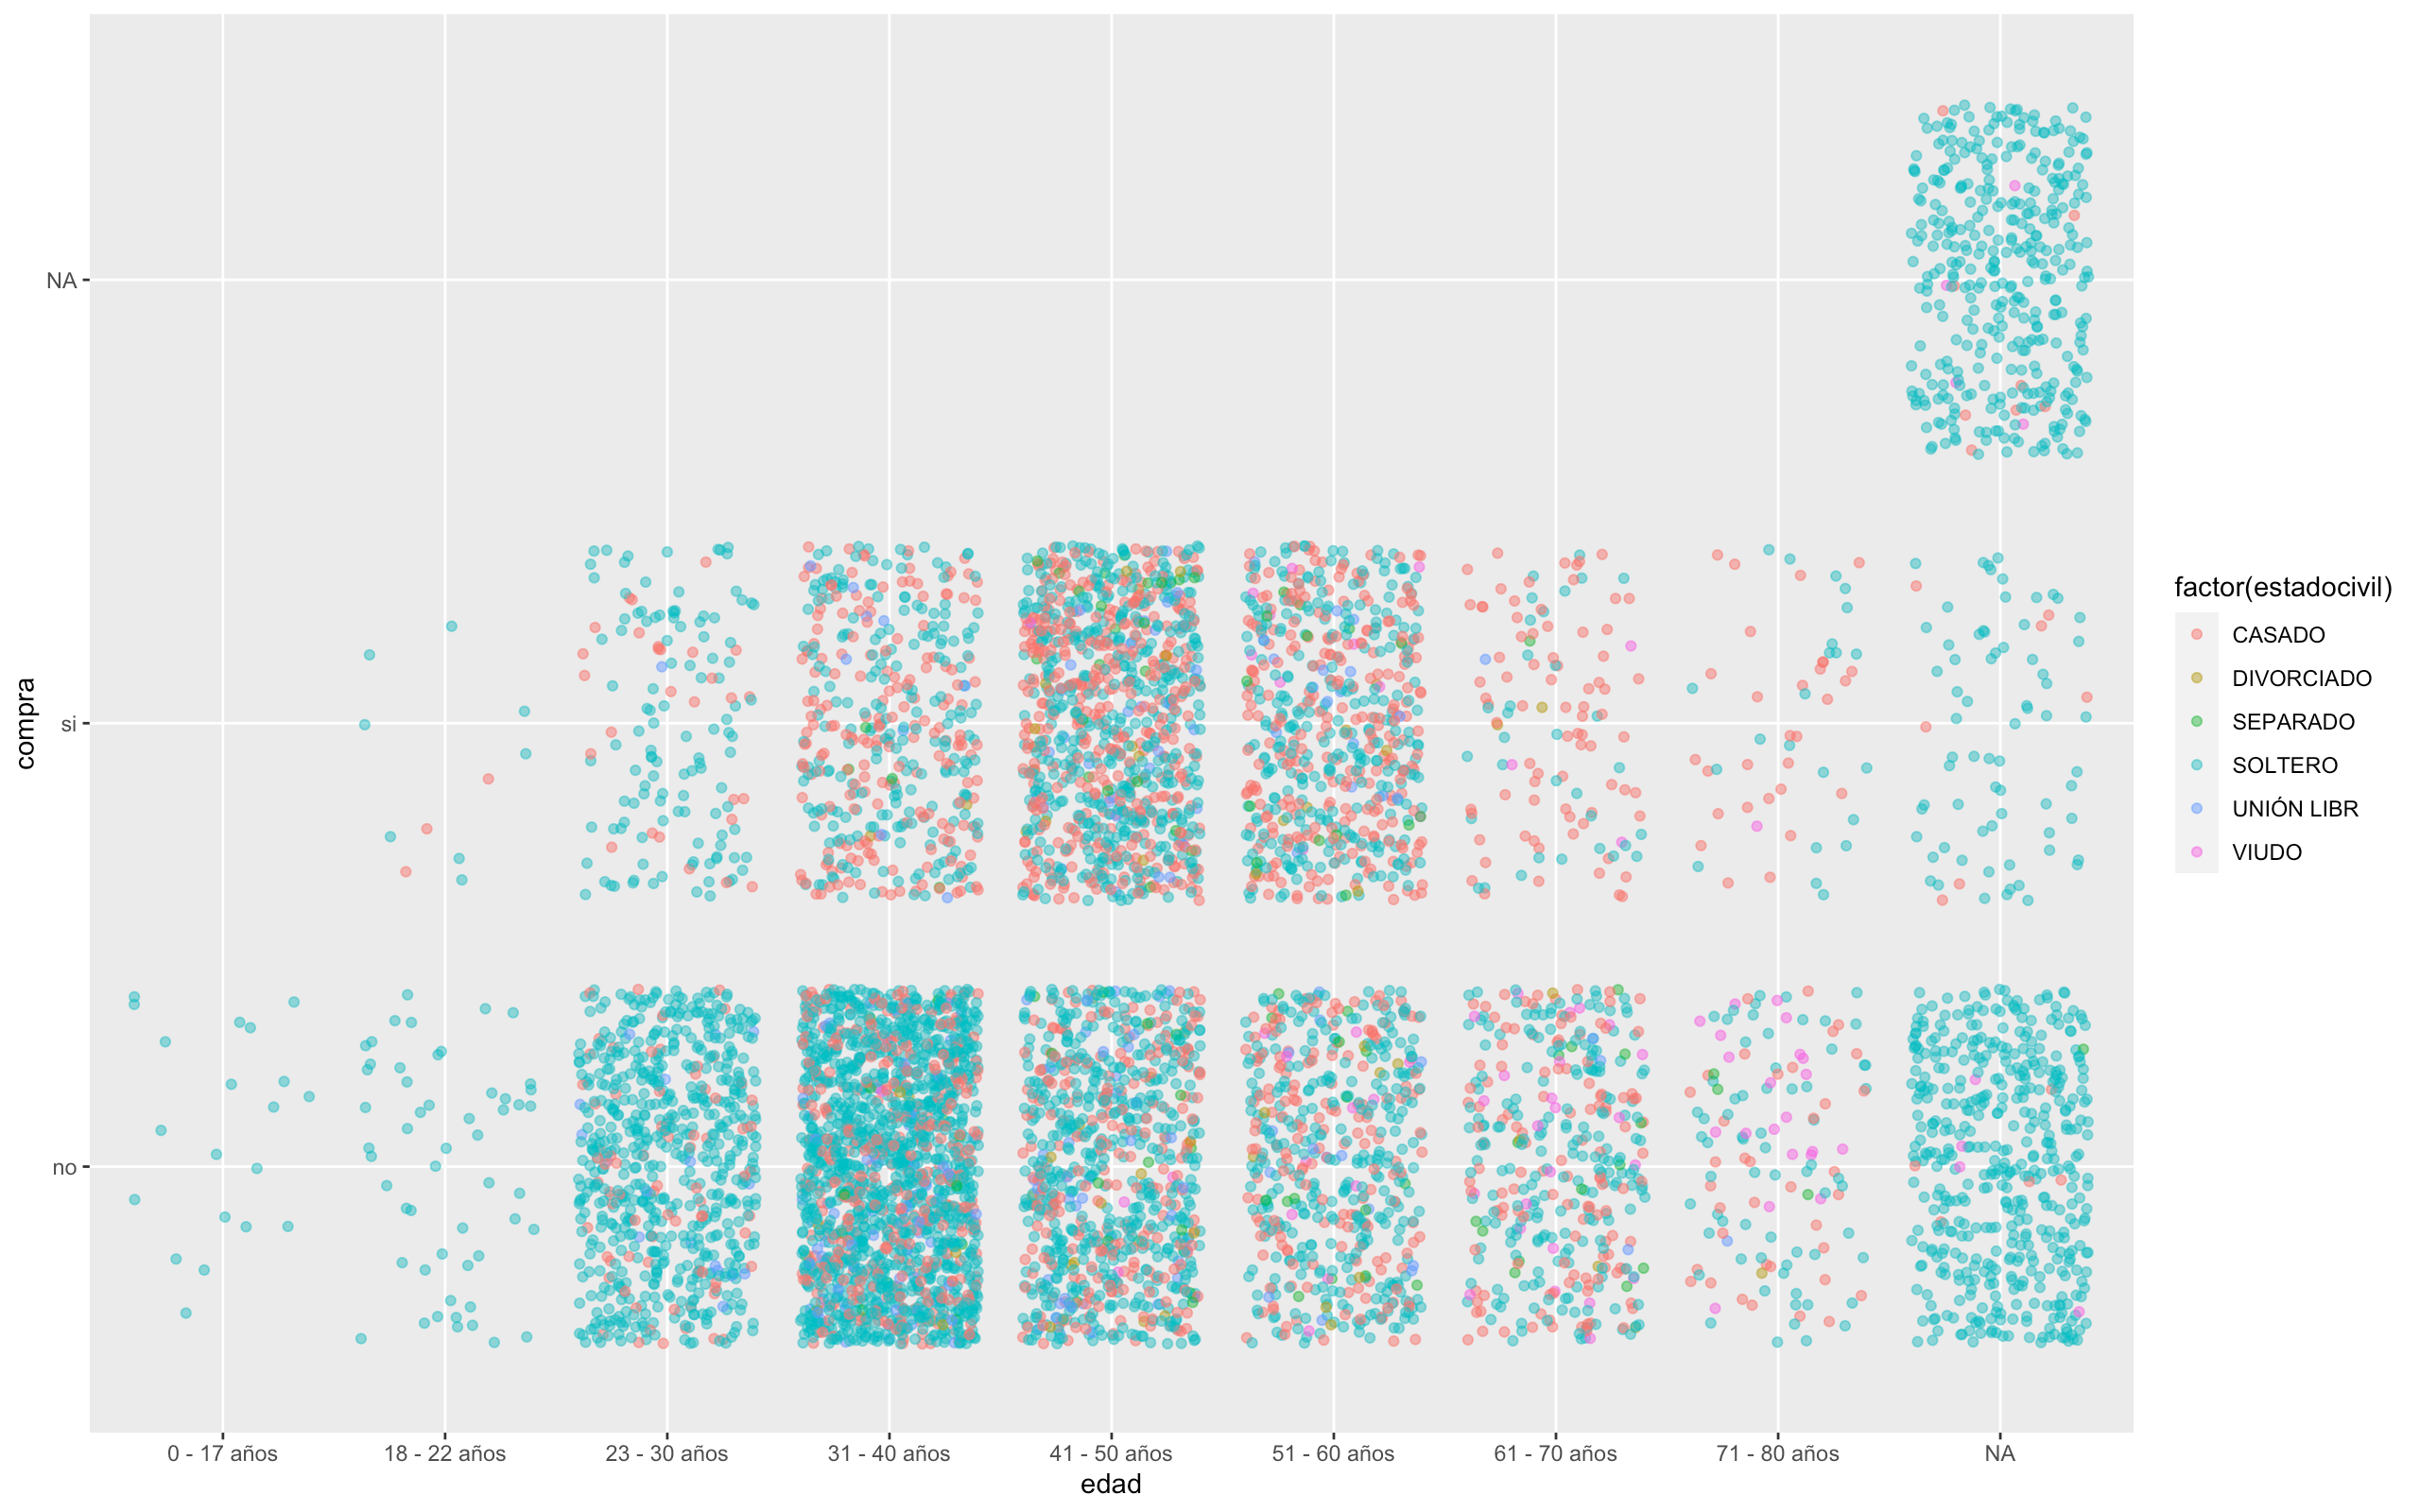 NA
si
no
compra
0 - 17 años
18 - 22 años
23 - 30 años
31 - 40 años
41 - 50 años
51 - 60 años
61 - 70 años
71 - 80 años
NA
edad
factor(estadocivil)
CASADO
DIVORCIADO
SEPARADO
SOLTERO
UNIÓN LIBR
VIUDO